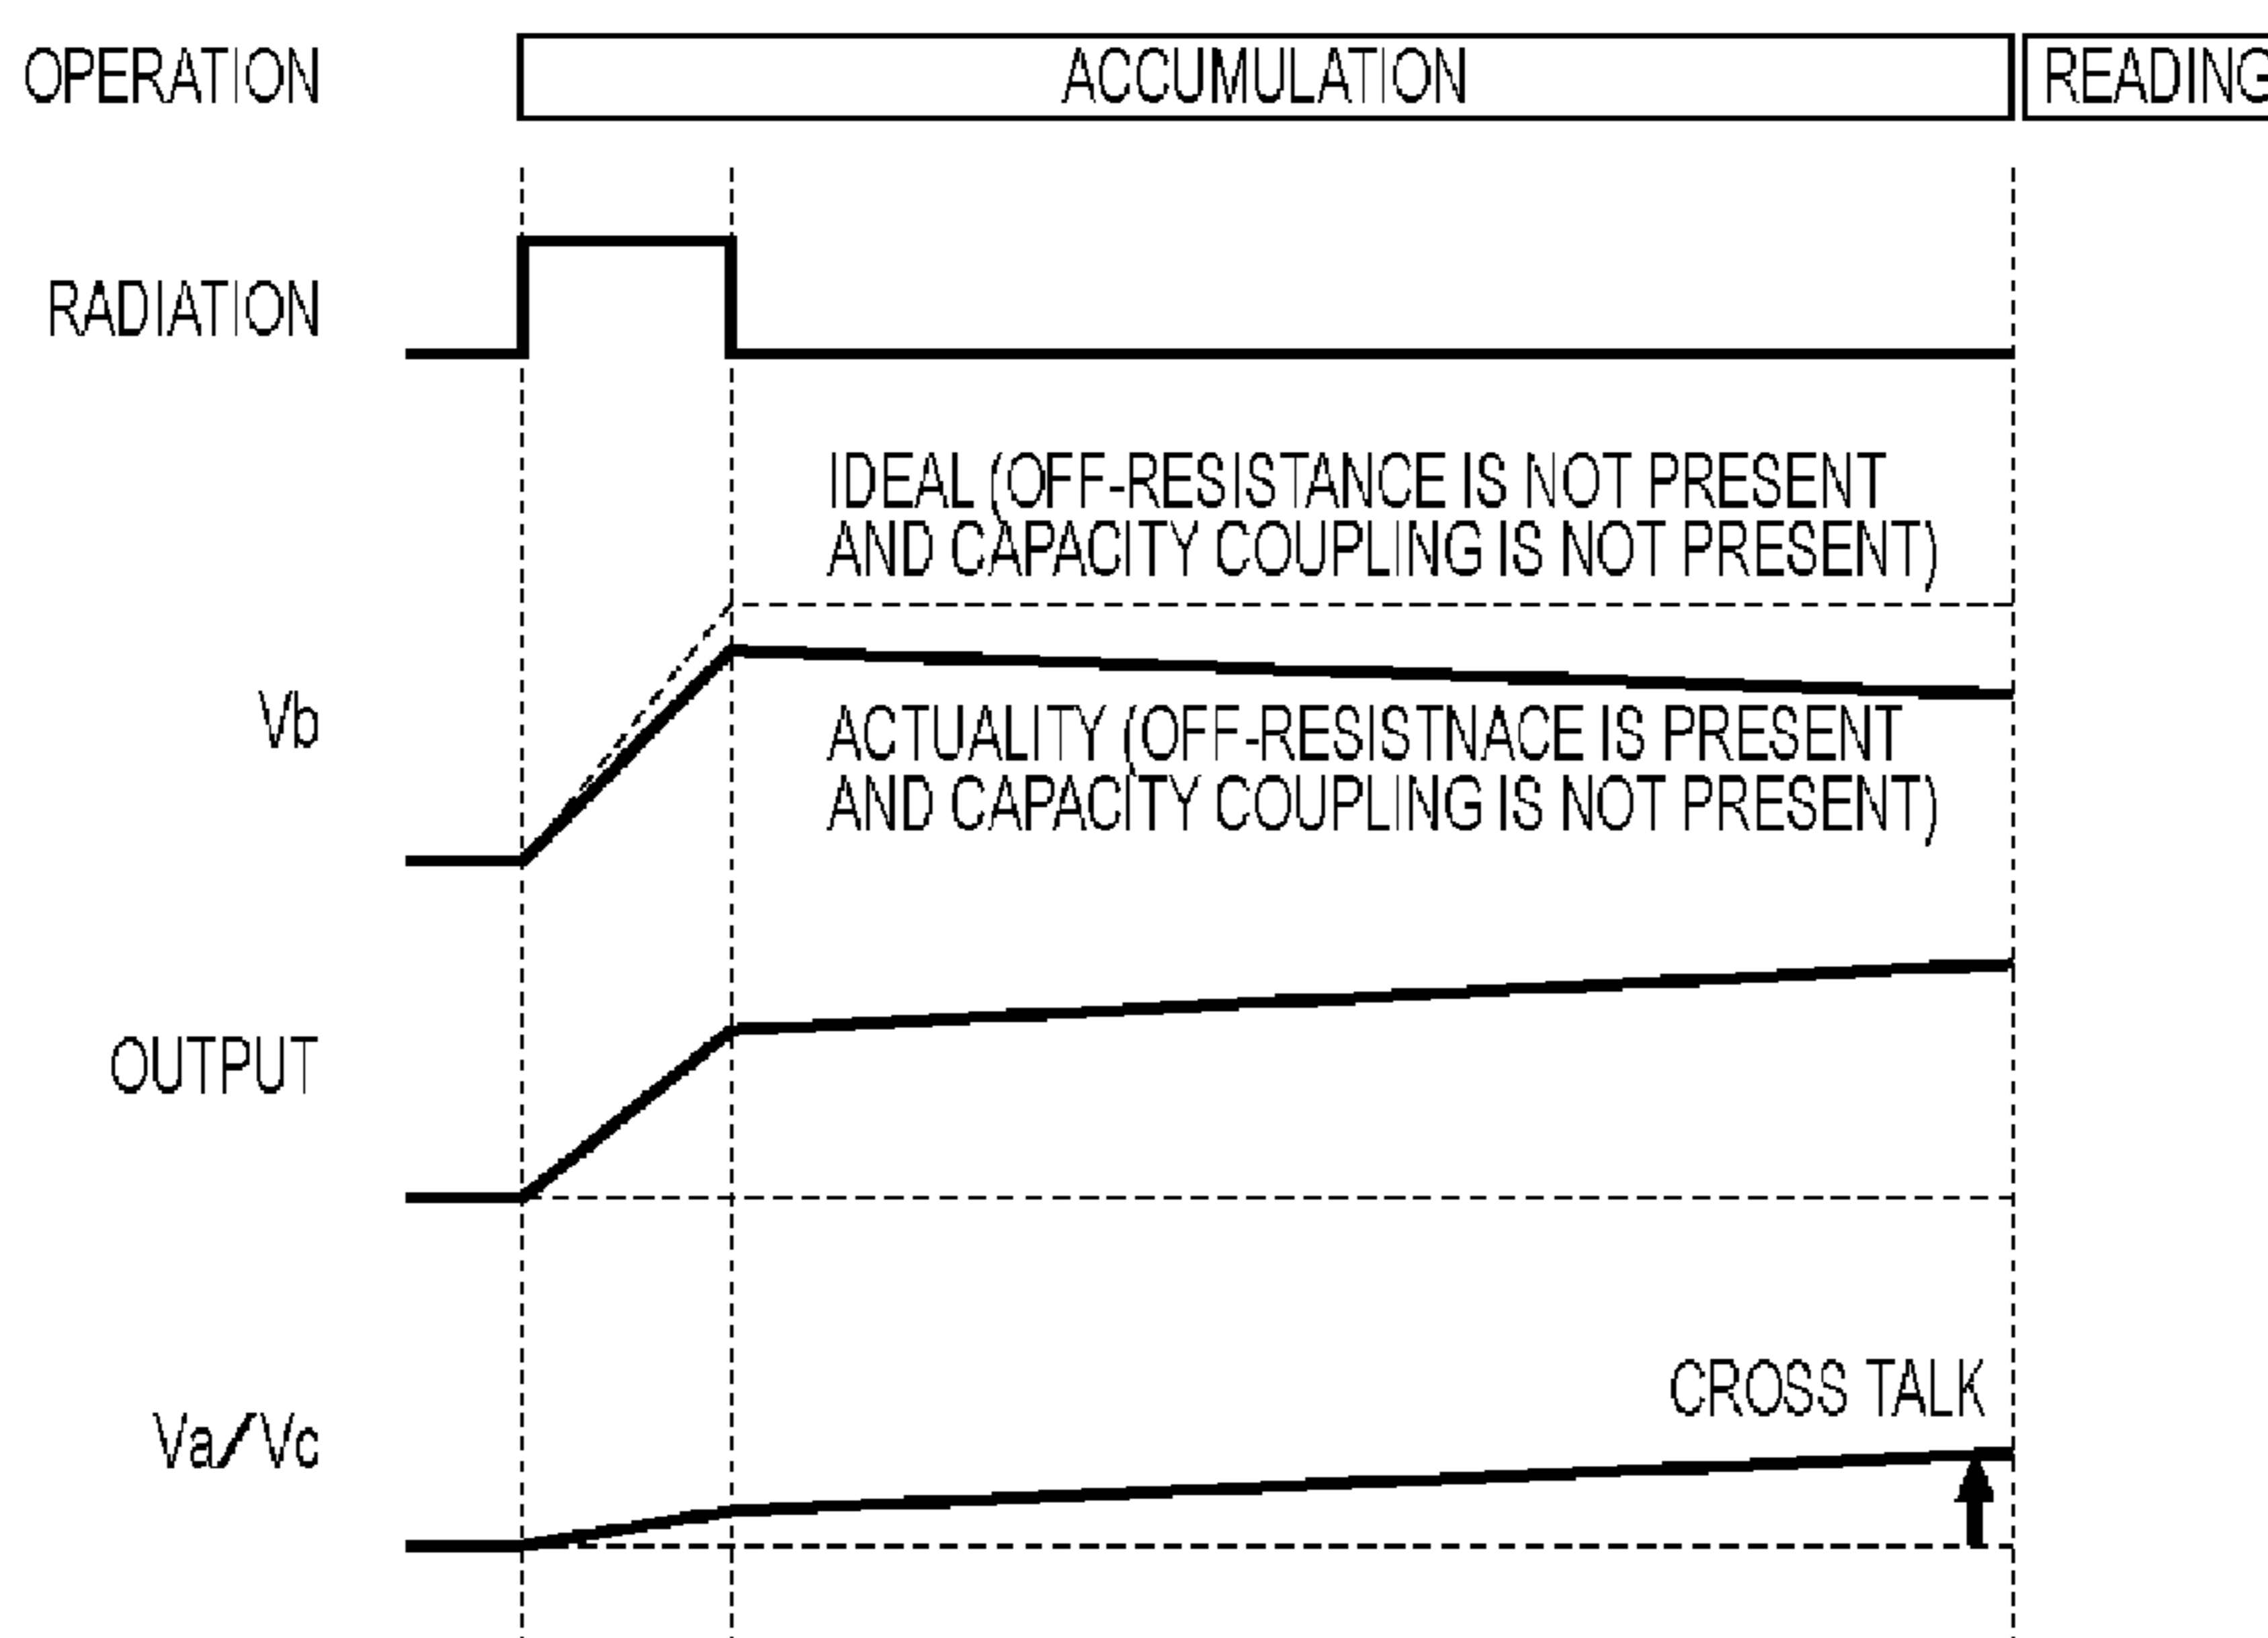 OPERATION
ACCUMULATION
READING
RADIATION
IDEAL (OFF-RESISTANCE IS NOT PRESENT
AND CAPACITY COUPLING IS NOT PRESENT)
Vb
ACTUALITY (OFF-RESISTNACE IS PRESENT
AND CAPACITY COUPLING IS NOT PRESENT)
OUTPUT
CROSS TALK
Va/Vc